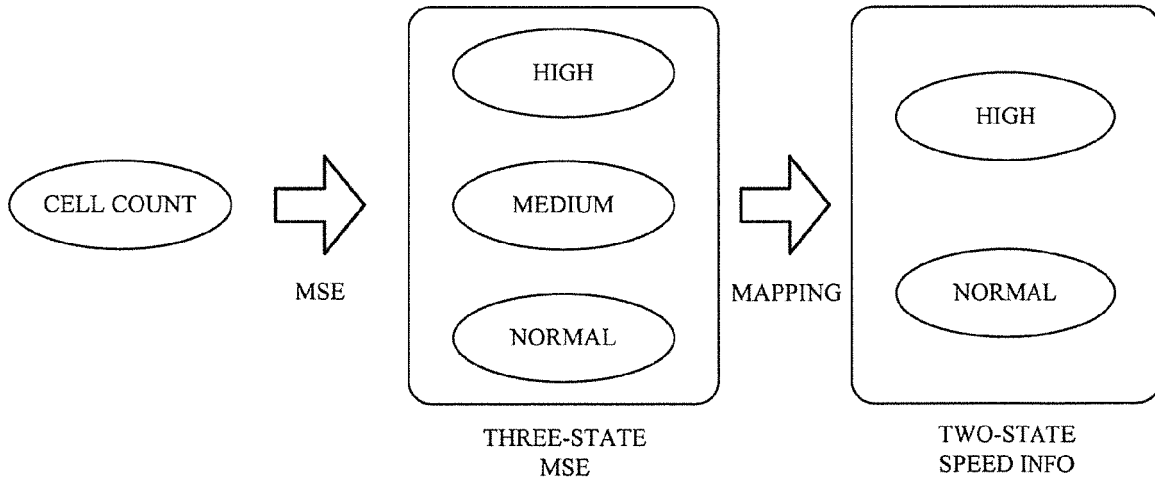 CELL COUNT
MSE
HIGH
MEDIUM
NORMAL
THREE-STATE
MSE
MAPPING
HIGH
NORMAL
TWO-STATE
SPEED INFO